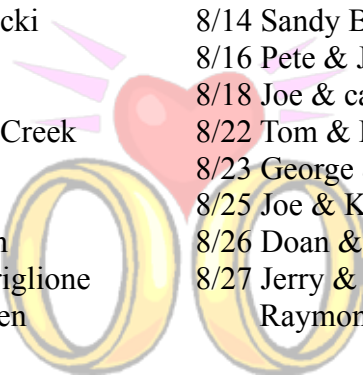 cki
8/14 Sandy
8/16 Pete &
8/18 Joe &
Creek
8/22 Tom &
8/23 George
8/25 Joe &
8/26 Doan &
riglione
8/27 Jerry &
en
Raymon